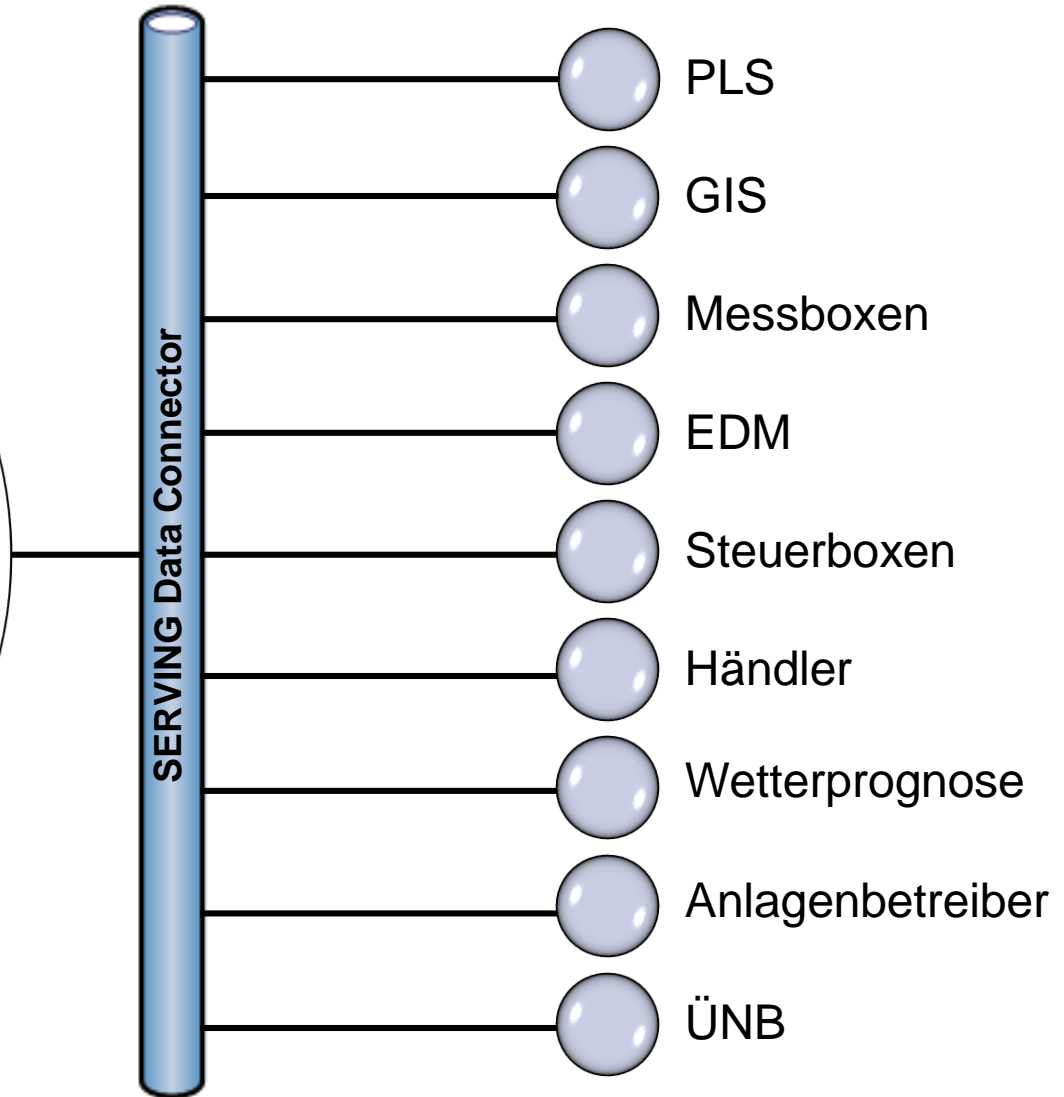 PLS
GIS
Messboxen
EDM
SERVING Data Connector
Steuerboxen
Händler
Wetterprognose
Anlagenbetreiber
ÜNB